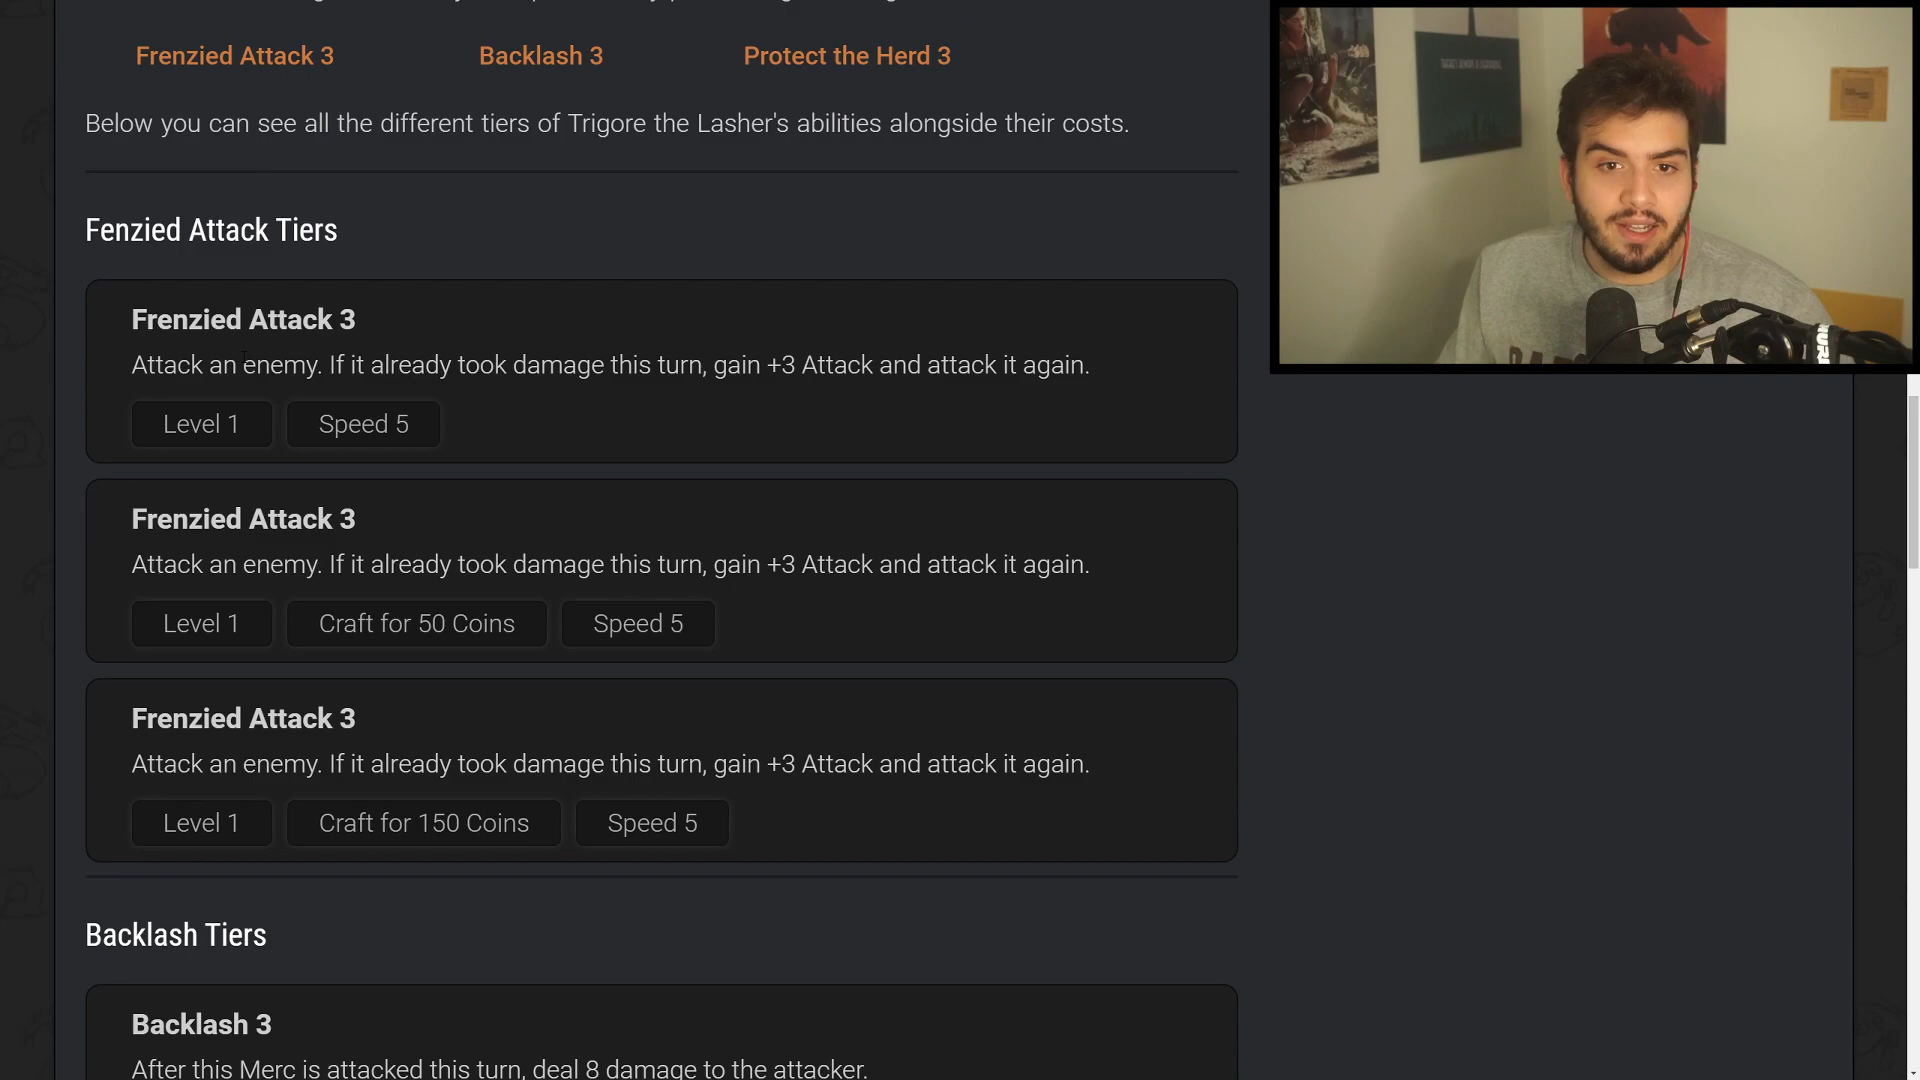 Frenzied Attack 3
Backlash 3
Protect the Herd 3
Below you can see all the different tiers of Trigore the Lasher's abilities alongside their costs.
Fenzied Attack Tiers
Frenzied Attack 3
Attack an enemy. If it already took damage this turn, gain +3 Attack and attack it again.
Level 1
Speed 5
Frenzied Attack 3
Attack an enemy. If it already took damage this turn, gain +3 Attack and attack it again.
Level 1
Craft for 50 Coins
Speed 5
Frenzied Attack 3
Attack an enemy. If it already took damage this turn, gain +3 Attack and attack it again.
Level 1
Craft for 150 Coins
Speed 5
Backlash Tiers
Backlash 3
After this Merc is attacked this turn, deal 8 damage to the attacker.